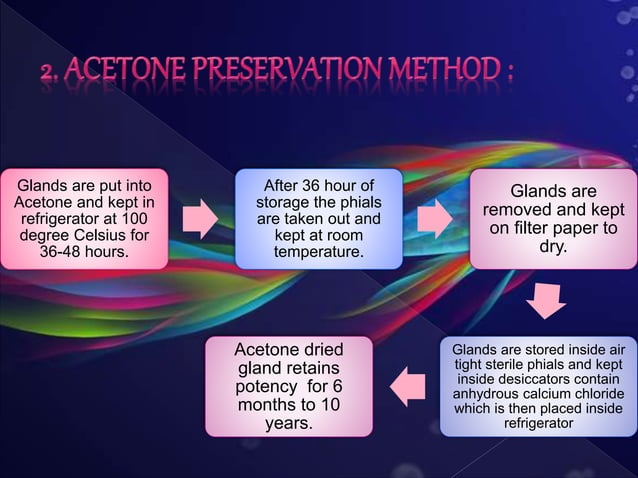 2. ACETONE PRESERVATION METHOD :
Glands are put into
Acetone and kept in
refrigerator at 100
degree Celsius for
36-48 hours.
After 36 hour of
storage the phials
are taken out and
kept at room
temperature.
Glands are
removed and kept
on filter paper to
dry.
Glands are stored inside air
tight sterile phials and kept
inside desiccators contain
anhydrous calcium chloride
which is then placed inside
refrigerator
Acetone dried
gland retains
potency for 6
months to 10
years.